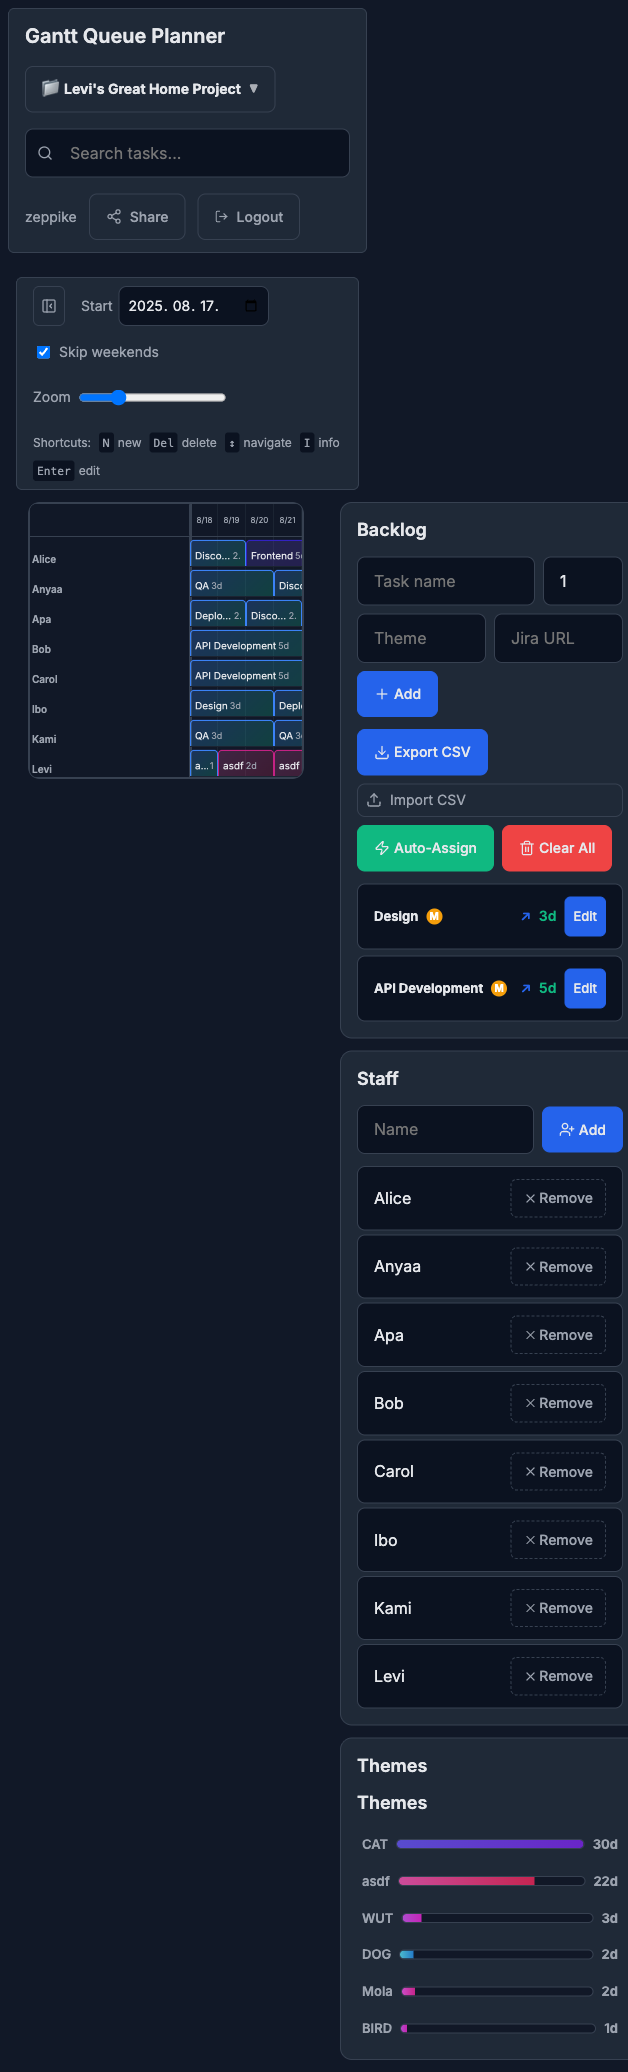 Gantt Queue Planner
📁 Levi's Great Home Project ▼
Search tasks...
zeppike Share Logout
Start 2025. 08. 17.
Skip weekends
Zoom
Shortcuts: N new Del delete ↕ navigate I info
Enter edit
8/18 8/19 8/20 8/21
Alice Disco... 2. Frontend 5
Anyaa QA 3d Disc
Apa Deplo... 2. Disco... 2.
Bob API Development 5d
Carol API Development 5d
Ibo Design 3d Depl
Kami QA 3d QA 3
Levi a... 1 asdf 2d asdf
Backlog
Task name 1
Theme Jira URL
+ Add
Export CSV
Import CSV
Auto-Assign Clear All
Design M ↗ 3d Edit
API Development M ↗ 5d Edit
Staff
Name Add
Alice × Remove
Anyaa × Remove
Apa × Remove
Bob × Remove
Carol × Remove
Ibo × Remove
Kami × Remove
Levi × Remove
Themes
Themes
CAT 30d
asdf 22d
WUT 3d
DOG 2d
Mola 2d
BIRD 1d